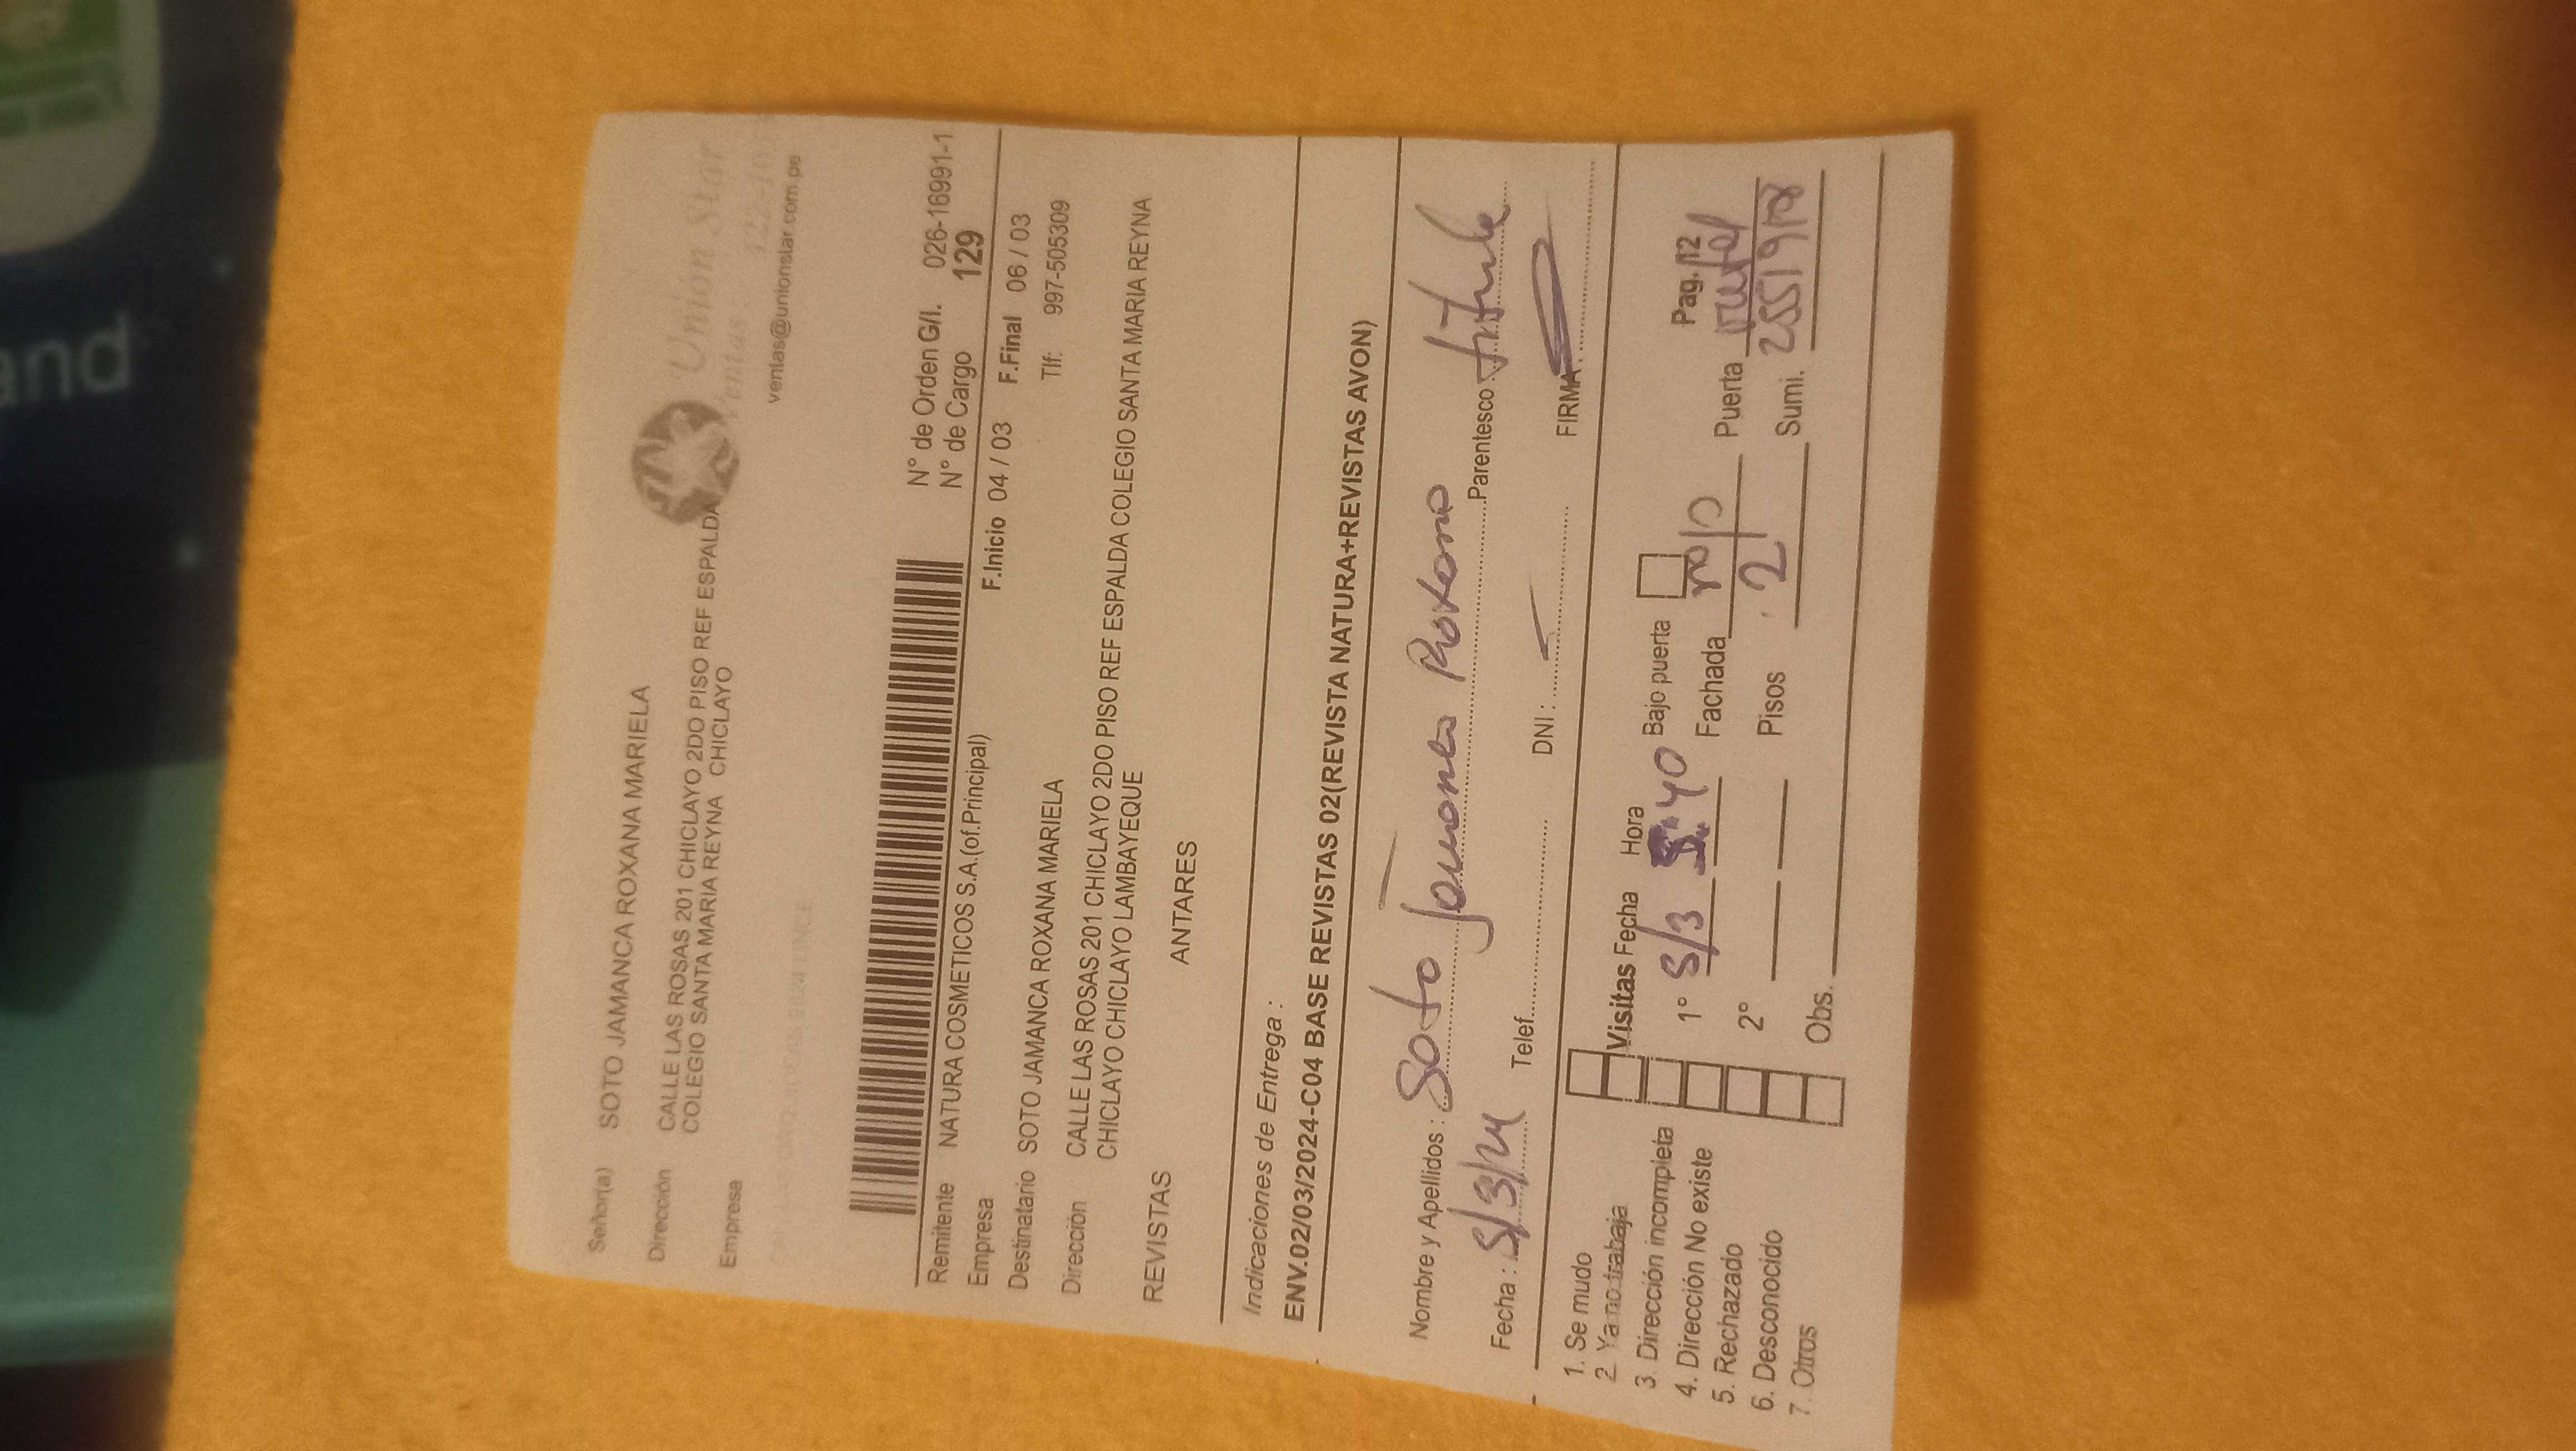 and
Señor(a) SOTO JAMANCA ROXANA MARIELA
Dirección CALLE LAS ROSAS 201 CHICLAYO 2DO PISO REF ESPALDA
COLEGIO SANTA MARIA REYNA CHICLAYO
Empresa
Union Star
Ventas
ventas@unionstar.com.pe
N° de Orden G/I. 026-16991-1
Remitente NATURA COSMETICOS S.A.(of.Principal) N° de Cargo 129
Empresa F.Inicio 04 / 03 F.Final 06 / 03
Destinatario SOTO JAMANCA ROXANA MARIELA Tlf: 997-505309
Dirección CALLE LAS ROSAS 201 CHICLAYO 2DO PISO REF ESPALDA COLEGIO SANTA MARIA REYNA
CHICLAYO CHICLAYO LAMBAYEQUE
REVISTAS ANTARES
Indicaciones de Entrega :
ENV.02/03/2024-C04 BASE REVISTAS 02(REVISTA NATURA+REVISTAS AVON)
Nombre y Apellidos : Soto Jamanca Roxana Parentesco :
Fecha : 5/3/24 Telef. DNI : FIRMA :
1. Se mudo
2. Ya no trabaja
3. Dirección incompleta
4. Dirección No existe
5. Rechazado
6. Desconocido
7. Otros
Visitas Fecha Hora Bajo puerta Pag. /12
1° 5/3 40 Fachada rojo Puerta
2° Pisos 2 Sumi.
Obs.